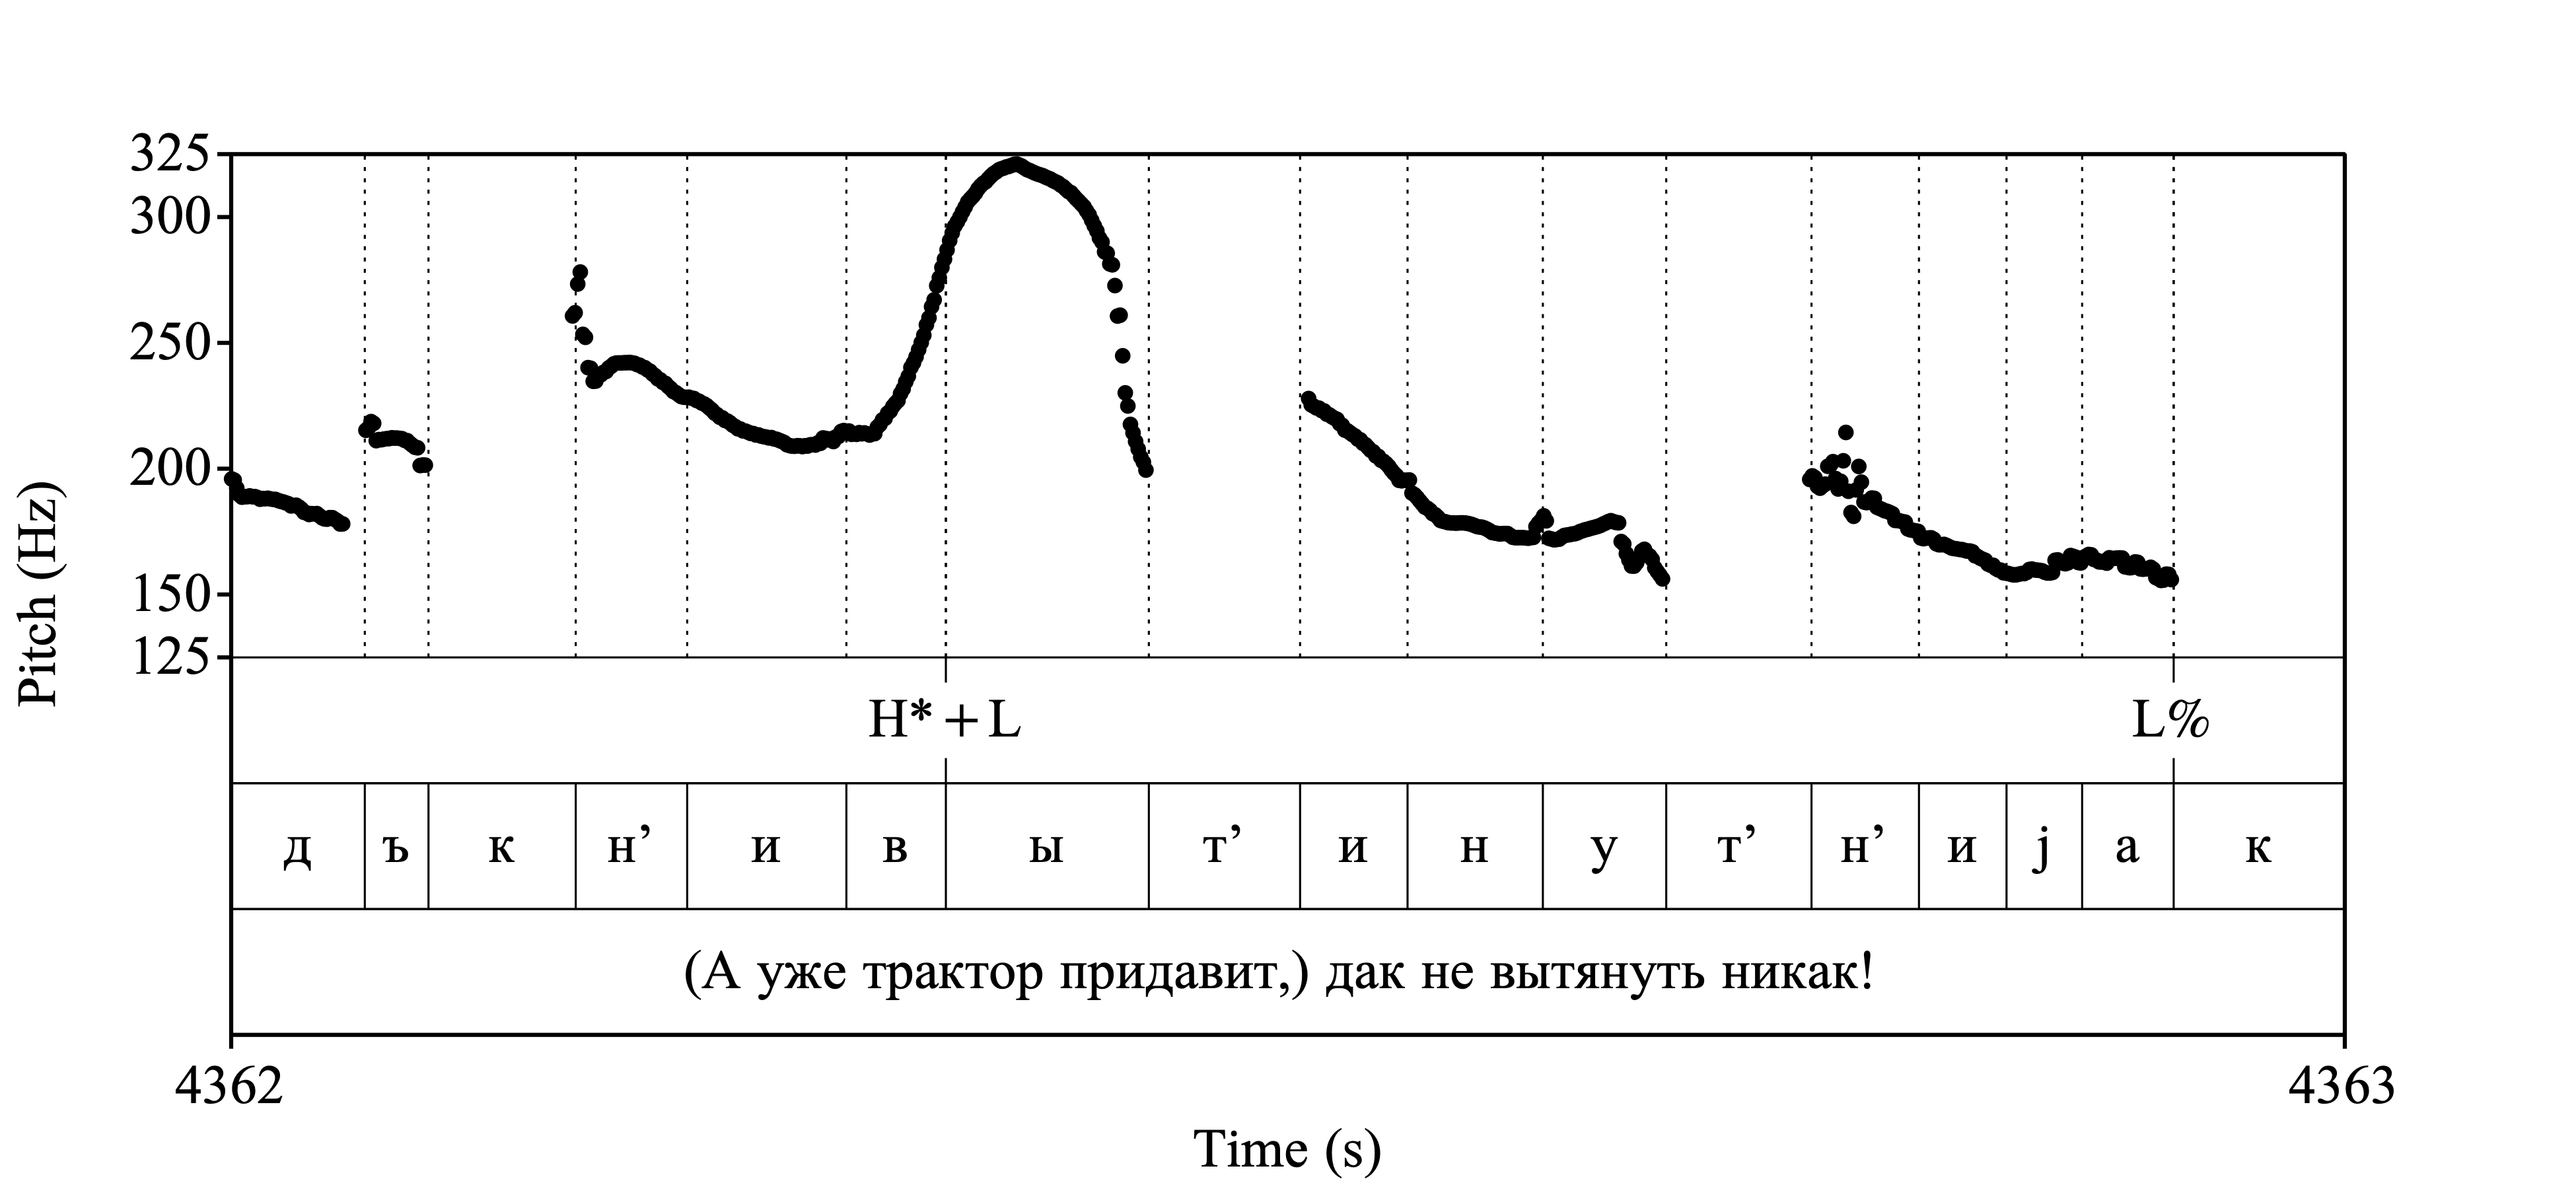 325
300
250
200
150
125
Pitch (Hz)
H* + L L%
д ъ к н’ и в ы т’ и н у т’ н’ и j а к
(А уже трактор придавит,) дак не вытянуть никак!
4362 4363
Time (s)